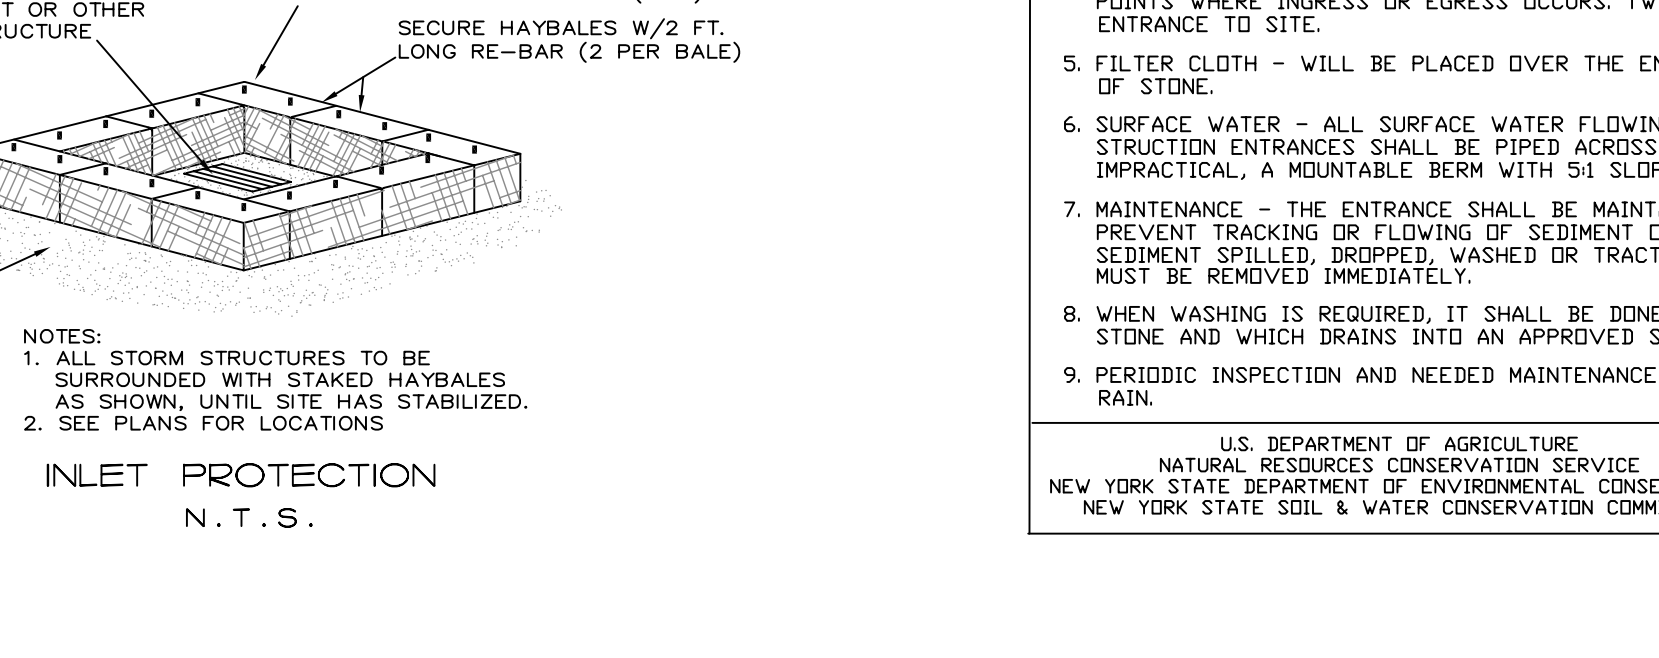 T OR OTHER
RUCTURE
SECURE HAYBALES W/2 FT.
LONG RE-BAR (2 PER BALE)
NOTES:
1. ALL STORM STRUCTURES TO BE
SURROUNDED WITH STAKED HAYBALES
AS SHOWN, UNTIL SITE HAS STABILIZED.
2. SEE PLANS FOR LOCATIONS
INLET PROTECTION
N.T.S.
POINTS WHERE INGRESS OR EGRESS OCCURS. TW
ENTRANCE TO SITE.
5. FILTER CLOTH - WILL BE PLACED OVER THE EN
OF STONE.
6. SURFACE WATER - ALL SURFACE WATER FLOWIN
STRUCTION ENTRANCES SHALL BE PIPED ACROSS
IMPRACTICAL, A MOUNTABLE BERM WITH 5:1 SLOP
7. MAINTENANCE - THE ENTRANCE SHALL BE MAINT
PREVENT TRACKING OR FLOWING OF SEDIMENT O
SEDIMENT SPILLED, DROPPED, WASHED OR TRACT
MUST BE REMOVED IMMEDIATELY.
8. WHEN WASHING IS REQUIRED, IT SHALL BE DONE
STONE AND WHICH DRAINS INTO AN APPROVED S
9. PERIODIC INSPECTION AND NEEDED MAINTENANCE
RAIN.
U.S. DEPARTMENT OF AGRICULTURE
NATURAL RESOURCES CONSERVATION SERVICE
NEW YORK STATE DEPARTMENT OF ENVIRONMENTAL CONSE
NEW YORK STATE SOIL & WATER CONSERVATION COMM